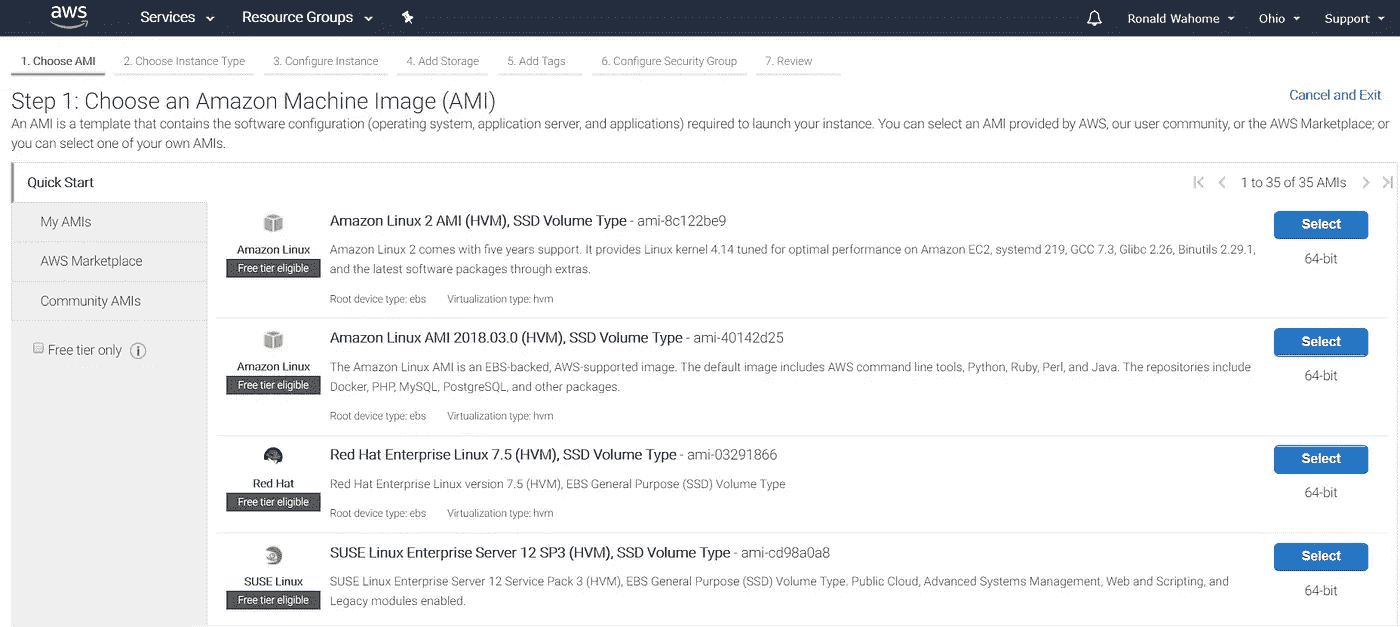 aws Services Resource Groups Ronald Wahome Ohio Support
1. Choose AMI 2. Choose Instance Type 3. Configure Instance 4. Add Storage 5. Add Tags 6. Configure Security Group 7. Review
Step 1: Choose an Amazon Machine Image (AMI)
Cancel and Exit
An AMI is a template that contains the software configuration (operating system, application server, and applications) required to launch your instance. You can select an AMI provided by AWS, our user community, or the AWS Marketplace; or
you can select one of your own AMIs.
Quick Start
1 to 35 of 35 AMIs
My AMIs
AWS Marketplace
Community AMIs
Free tier only i
Amazon Linux
Free tier eligible
Amazon Linux 2 AMI (HVM), SSD Volume Type - ami-8c122be9
Amazon Linux 2 comes with five years support. It provides Linux kernel 4.14 tuned for optimal performance on Amazon EC2, systemd 219, GCC 7.3, Glibc 2.26, Binutils 2.29.1,
and the latest software packages through extras.
Root device type: ebs Virtualization type: hvm
Select
64-bit
Amazon Linux
Free tier eligible
Amazon Linux AMI 2018.03.0 (HVM), SSD Volume Type - ami-40142d25
The Amazon Linux AMI is an EBS-backed, AWS-supported image. The default image includes AWS command line tools, Python, Ruby, Perl, and Java. The repositories include
Docker, PHP, MySQL, PostgreSQL, and other packages.
Root device type: ebs Virtualization type: hvm
Select
64-bit
Red Hat
Free tier eligible
Red Hat Enterprise Linux 7.5 (HVM), SSD Volume Type - ami-03291866
Red Hat Enterprise Linux version 7.5 (HVM), EBS General Purpose (SSD) Volume Type
Root device type: ebs Virtualization type: hvm
Select
64-bit
SUSE Linux
Free tier eligible
SUSE Linux Enterprise Server 12 SP3 (HVM), SSD Volume Type - ami-cd98a0a8
SUSE Linux Enterprise Server 12 Service Pack 3 (HVM), EBS General Purpose (SSD) Volume Type. Public Cloud, Advanced Systems Management, Web and Scripting, and
Legacy modules enabled.
Select
64-bit